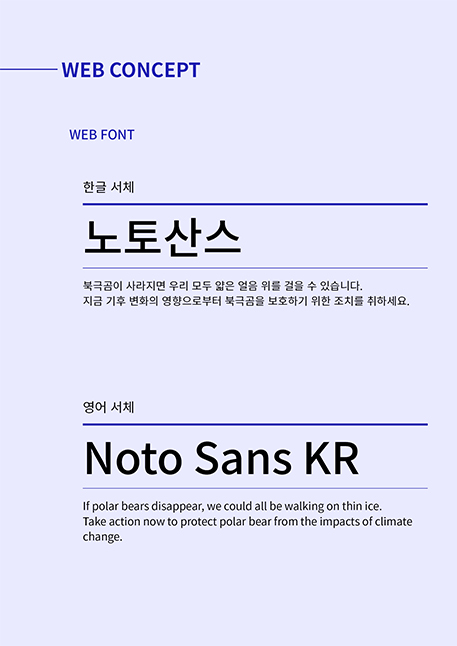 WEB CONCEPT
WEB FONT
한글 서체
노토산스
북극곰이 사라지면 우리 모두 얇은 얼음 위를 걸을 수 있습니다.
지금 기후 변화의 영향으로부터 북극곰을 보호하기 위한 조치를 취하세요.
영어 서체
Noto Sans KR
If polar bears disappear, we could all be walking on thin ice.
Take action now to protect polar bear from the impacts of climate
change.